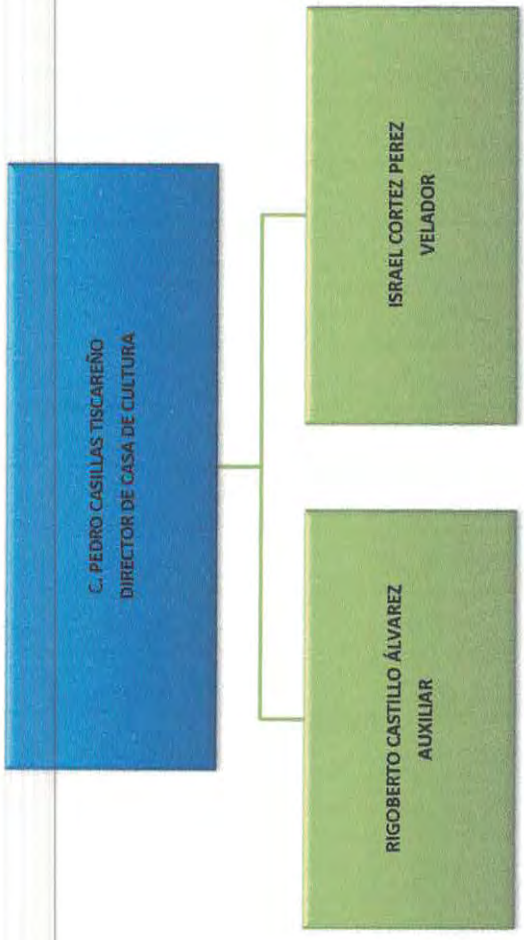 C. PEDRO CASILLAS TISCAREÑO
DIRECTOR DE CASA DE CULTURA
RIGOBERTO CASTILLO ÁLVAREZ
AUXILIAR
ISRAEL CORTEZ PEREZ
VELADOR